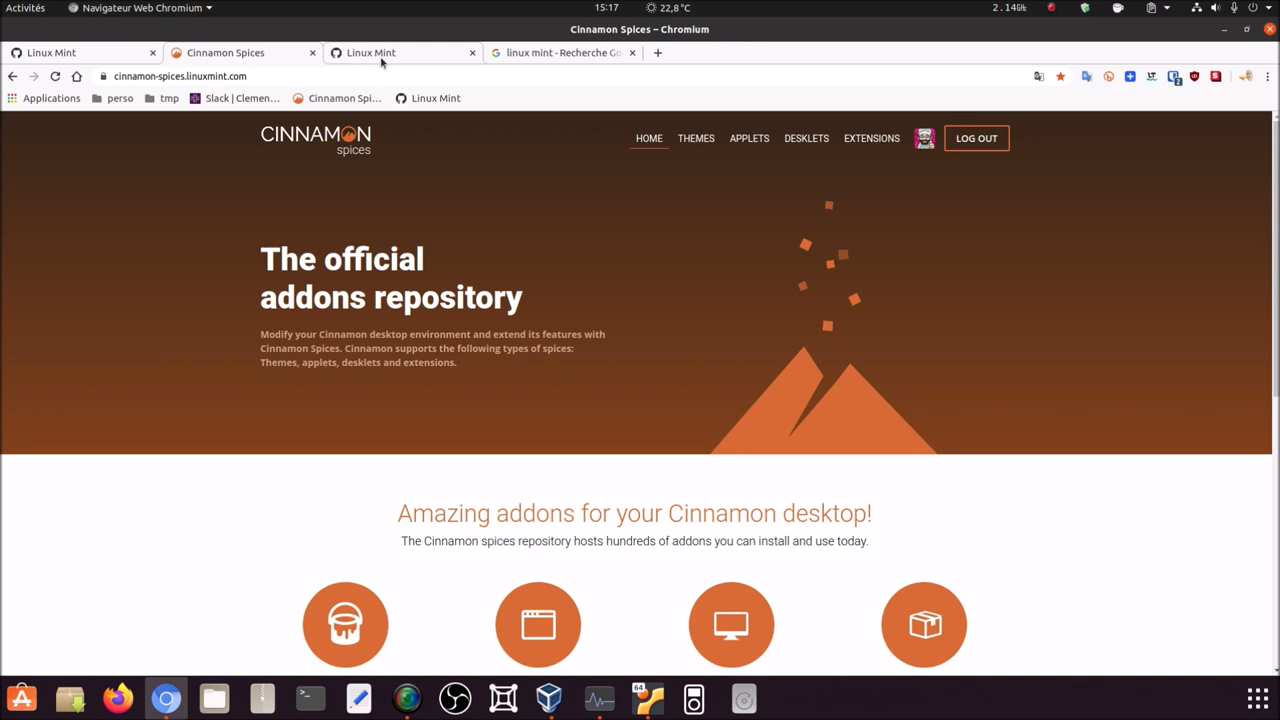 Activités
Navigateur Web Chromium
15:17
22,8°C
2.14GHz
Cinnamon Spices – Chromium
Linux Mint
Cinnamon Spices
Linux Mint
linux mint - Recherche Go
cinnamon-spices.linuxmint.com
Applications
perso
tmp
Slack | Clemen...
Cinnamon Spi...
Linux Mint
CINNAMON
spices
HOME
THEMES
APPLETS
DESKLETS
EXTENSIONS
LOG OUT
The official
addons repository
Modify your Cinnamon desktop environment and extend its features with
Cinnamon Spices. Cinnamon supports the following types of spices:
Themes, applets, desklets and extensions.
Amazing addons for your Cinnamon desktop!
The Cinnamon spices repository hosts hundreds of addons you can install and use today.
64